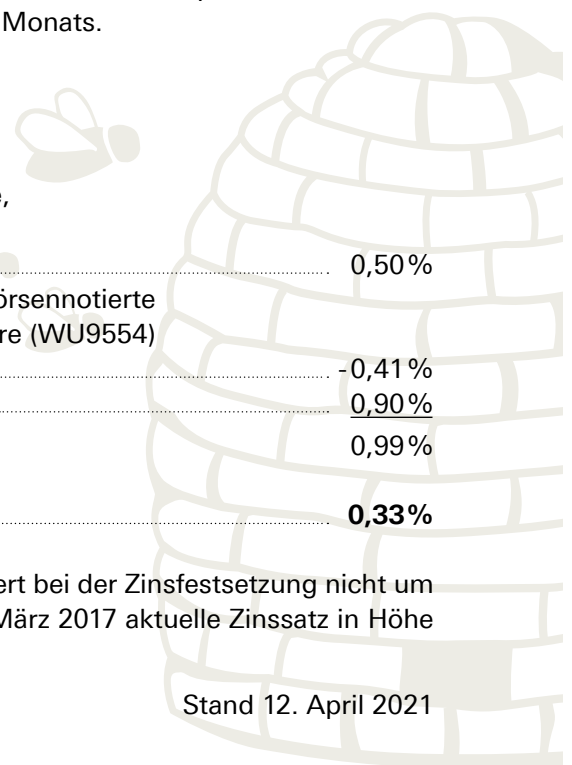 Monats.
,
0,50%
örsennotierte
re (WU9554)
-0,41%
0,90%
0,99%
0,33%
ert bei der Zinsfestsetzung nicht um
März 2017 aktuelle Zinssatz in Höhe
Stand 12. April 2021